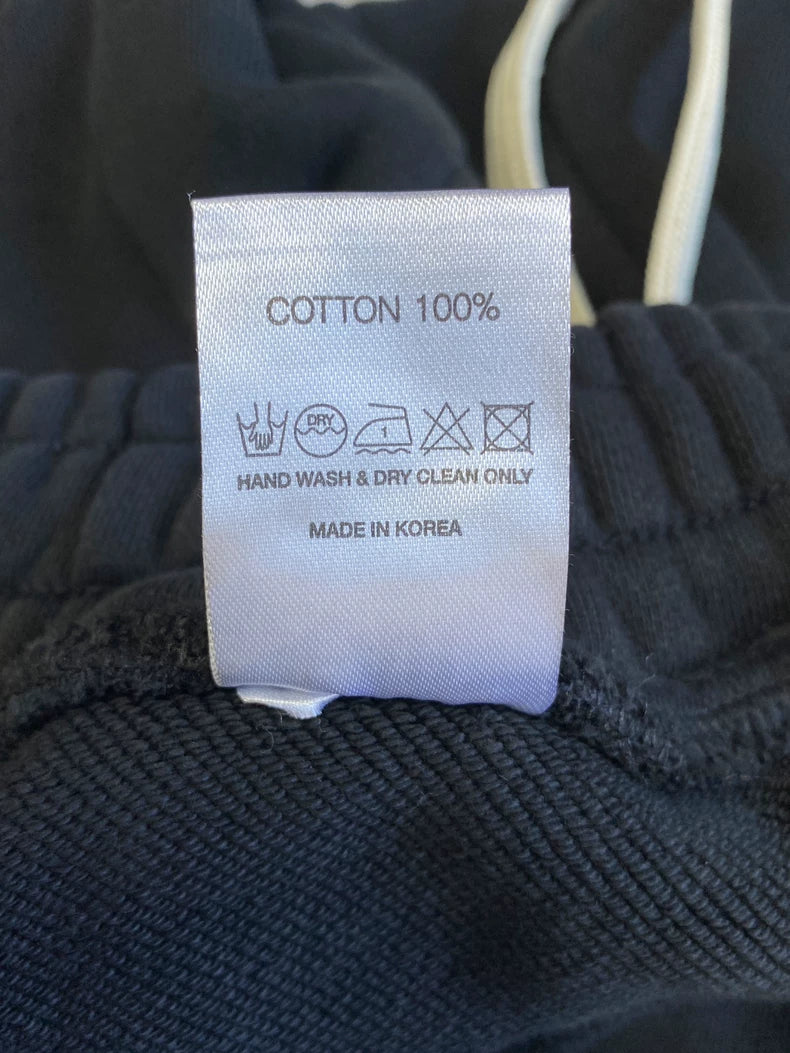 COTTON 100%
DRY
1
HAND WASH & DRY CLEAN ONLY
MADE IN KOREA